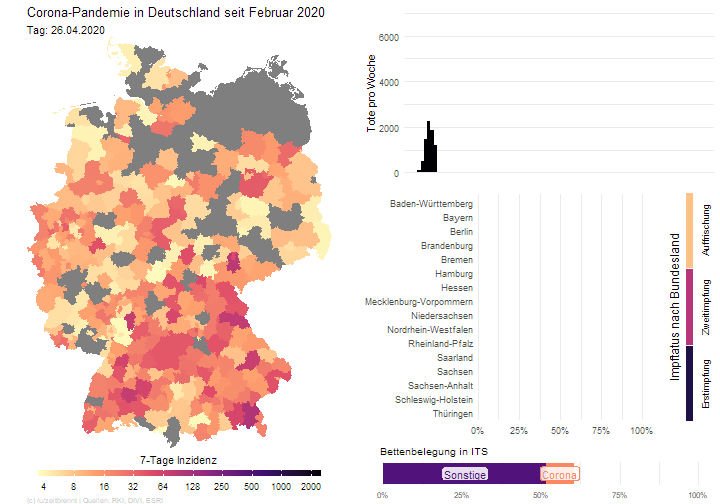 Corona-Pandemie in Deutschland seit Februar 2020
Tag: 26.04.2020
7-Tage Inzidenz
4 8 16 32 64 128 250 500 1000 2000
Tote pro Woche
6000
4000
2000
0
Baden-Württemberg
Bayern
Berlin
Brandenburg
Bremen
Hamburg
Hessen
Mecklenburg-Vorpommern
Niedersachsen
Nordrhein-Westfalen
Rheinland-Pfalz
Saarland
Sachsen
Sachsen-Anhalt
Schleswig-Holstein
Thüringen
0% 25% 50% 75% 100%
Impfstatus nach Bundesland
Auffrischung
Zweitimpfung
Erstimpfung
Bettenbelegung in ITS
Sonstige
Corona
0% 25% 50% 75% 100%
Quellen: RKI, DIVI, ESRI